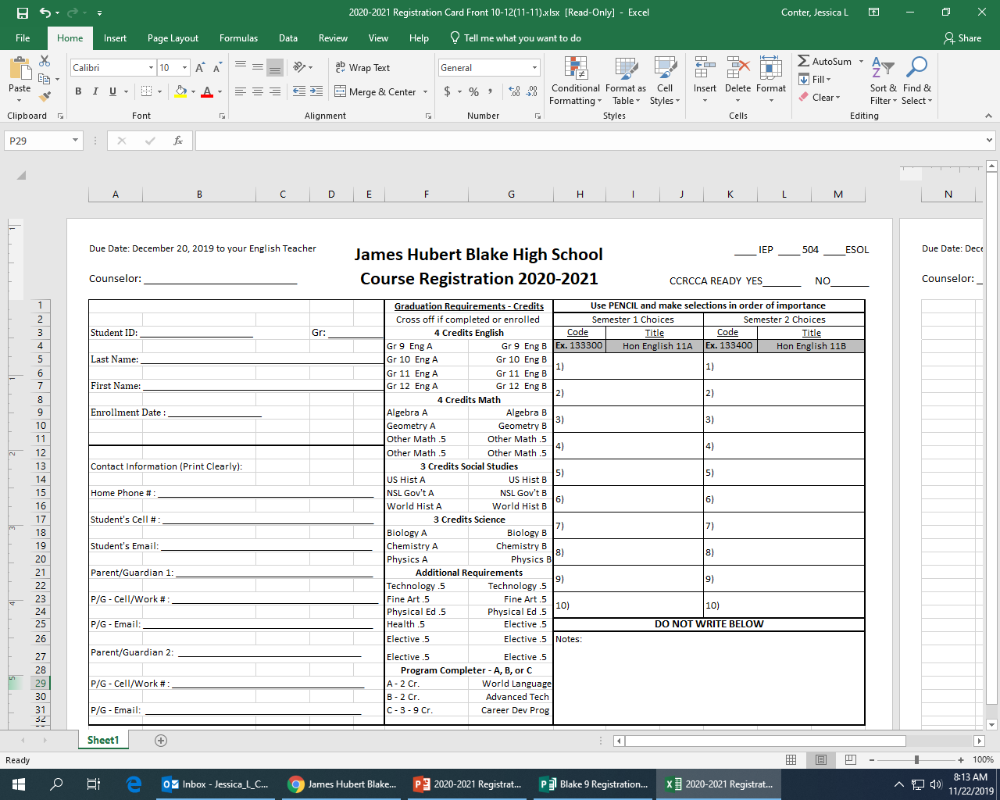 2020-2021 Registration Card Front 10-12(11-11).xlsx [Read-Only] - Excel
Conter, Jessica L
File Home Insert Page Layout Formulas Data Review View Help Tell me what you want to do Share
Paste
Calibri 10
Wrap Text
Merge & Center
General
Conditional Formatting
Format as Table
Cell Styles
Insert Delete Format
AutoSum
Fill
Clear
Sort & Filter
Find & Select
Clipboard Font Alignment Number Styles Cells Editing
P29
fx
A B C D E F G H I J K L M N
Due Date: December 20, 2019 to your English Teacher
James Hubert Blake High School
____ IEP ____ 504 ____ESOL
Due Date: Dece
Counselor: ____________________________
Course Registration 2020-2021
CCRCCA READY YES_______ NO_______
Counselor: _
1 Graduation Requirements - Credits Use PENCIL and make selections in order of importance
2 Cross off if completed or enrolled Semester 1 Choices Semester 2 Choices
3 Student ID: ____________________ Gr: __________ 4 Credits English Code Title Code Title
4 Gr 9 Eng A Gr 9 Eng B Ex. 133300 Hon English 11A Ex. 133400 Hon English 11B
5 Last Name: ____________________ Gr 10 Eng A Gr 10 Eng B
1) 1)
6 Gr 11 Eng A Gr 11 Eng B
7 First Name: ____________________ Gr 12 Eng A Gr 12 Eng B
2) 2)
8 4 Credits Math
9 Enrollment Date : ____________________ Algebra A Algebra B
3) 3)
10 Geometry A Geometry B
11 Other Math .5 Other Math .5
4) 4)
12 Other Math .5 Other Math .5
13 Contact Information (Print Clearly): 3 Credits Social Studies
5) 5)
14 US Hist A US Hist B
15 Home Phone # : ____________________ NSL Gov't A NSL Gov't B
6) 6)
16 World Hist A World Hist B
17 Student's Cell # : ____________________ 3 Credits Science
7) 7)
18 Biology A Biology B
19 Student's Email: ____________________ Chemistry A Chemistry B
8) 8)
20 Physics A Physics B
21 Parent/Guardian 1: ____________________ Additional Requirements
9) 9)
22 Technology .5 Technology .5
23 P/G - Cell/Work # : ____________________ Fine Art .5 Fine Art .5
10) 10)
24 Physical Ed .5 Physical Ed .5
25 P/G - Email: ____________________ Health .5 Elective .5 DO NOT WRITE BELOW
26 Elective .5 Elective .5 Notes:
27 Parent/Guardian 2: ____________________ Elective .5 Elective .5
28 Program Completer - A, B, or C
29 P/G - Cell/Work # : ____________________ A - 2 Cr. World Language
30 B - 2 Cr. Advanced Tech
31 P/G - Email: ____________________ C - 3 - 9 Cr. Career Dev Prog
32
Sheet1
Ready
100%
Inbox - Jessica_L_C...
James Hubert Blake...
2020-2021 Registrat...
Blake 9 Registration...
2020-2021 Registrat...
8:13 AM
11/22/2019